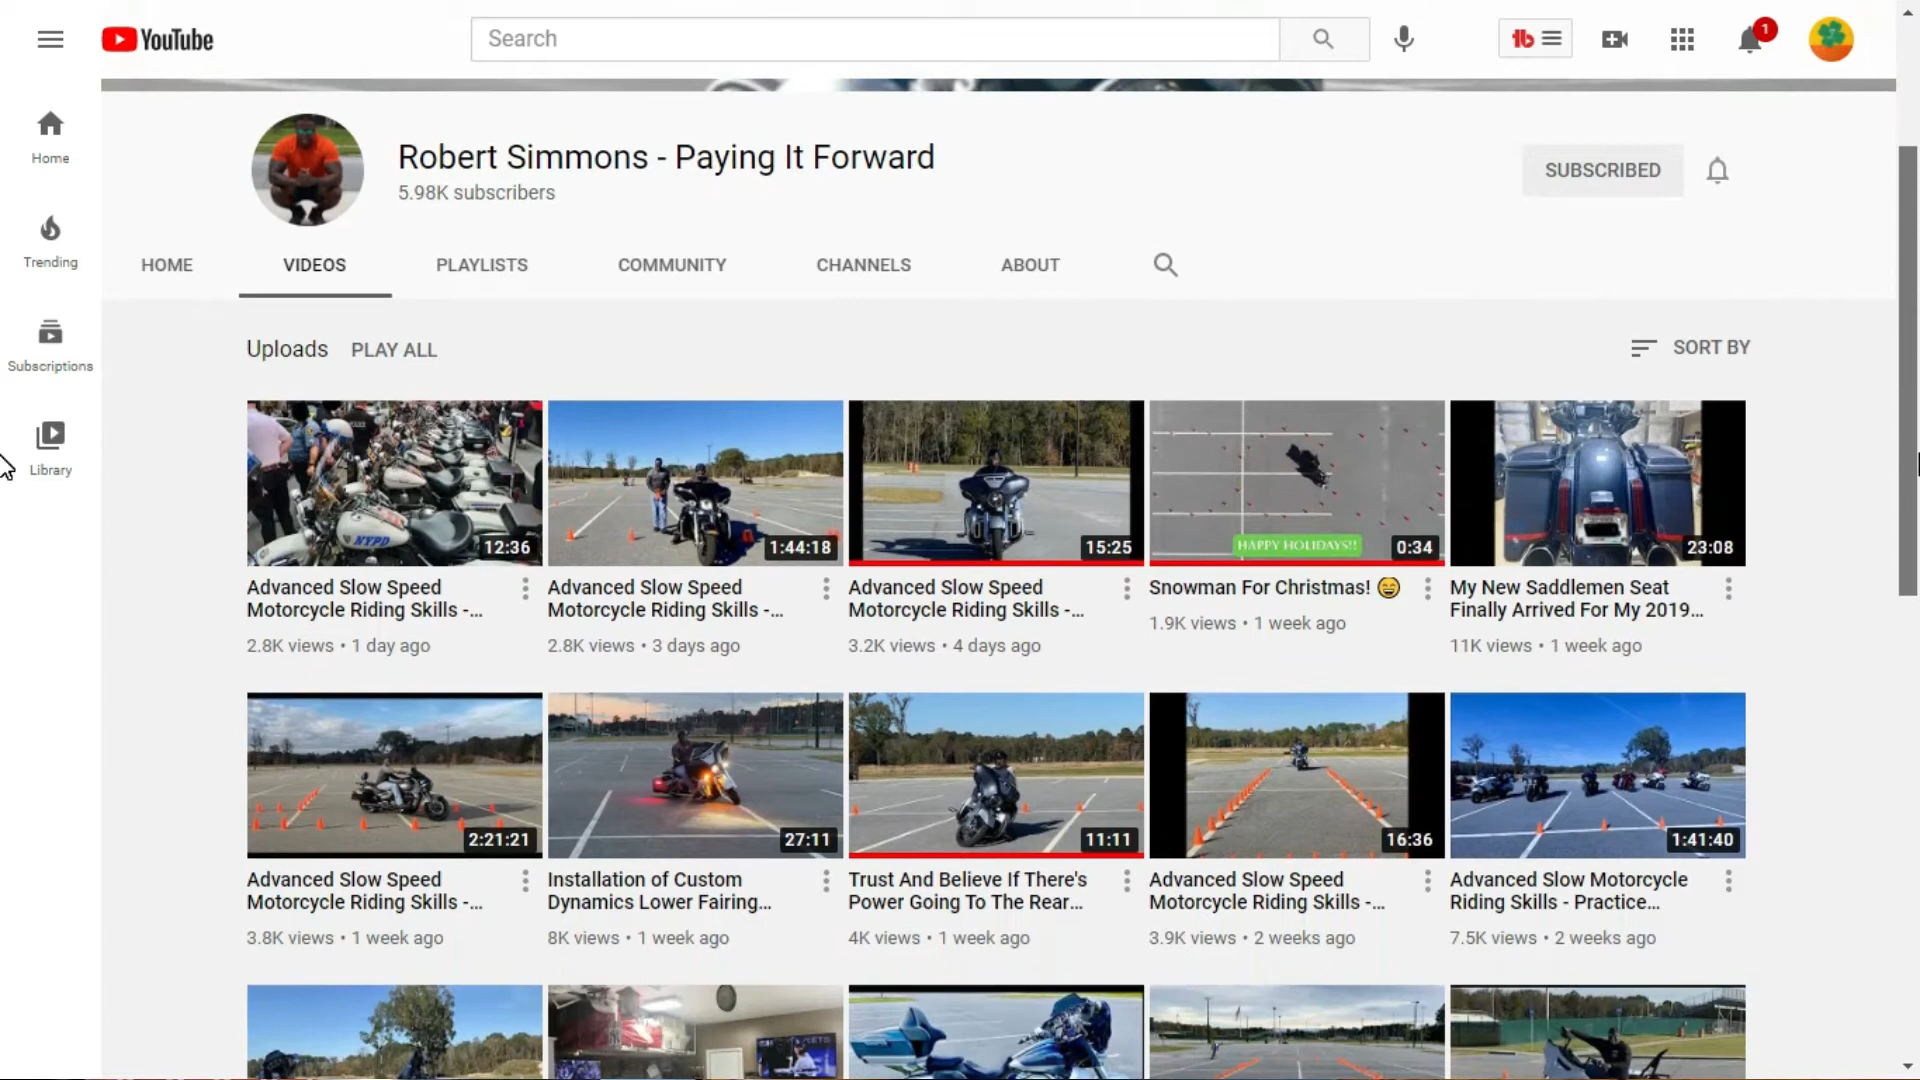 YouTube
Search
1
Home
Trending
Subscriptions
Library
Robert Simmons - Paying It Forward
5.98K subscribers
SUBSCRIBED
HOME
VIDEOS
PLAYLISTS
COMMUNITY
CHANNELS
ABOUT
Uploads
PLAY ALL
SORT BY
NYPD
12:36
1:44:18
15:25
HAPPY HOLIDAYS!!
0:34
23:08
Advanced Slow Speed
Motorcycle Riding Skills -...
2.8K views • 1 day ago
Advanced Slow Speed
Motorcycle Riding Skills -...
2.8K views • 3 days ago
Advanced Slow Speed
Motorcycle Riding Skills -...
3.2K views • 4 days ago
Snowman For Christmas! 😄
1.9K views • 1 week ago
My New Saddlemen Seat
Finally Arrived For My 2019...
11K views • 1 week ago
2:21:21
27:11
11:11
16:36
1:41:40
Advanced Slow Speed
Motorcycle Riding Skills -...
3.8K views • 1 week ago
Installation of Custom
Dynamics Lower Fairing...
8K views • 1 week ago
Trust And Believe If There's
Power Going To The Rear...
4K views • 1 week ago
Advanced Slow Speed
Motorcycle Riding Skills -...
3.9K views • 2 weeks ago
Advanced Slow Motorcycle
Riding Skills - Practice...
7.5K views • 2 weeks ago